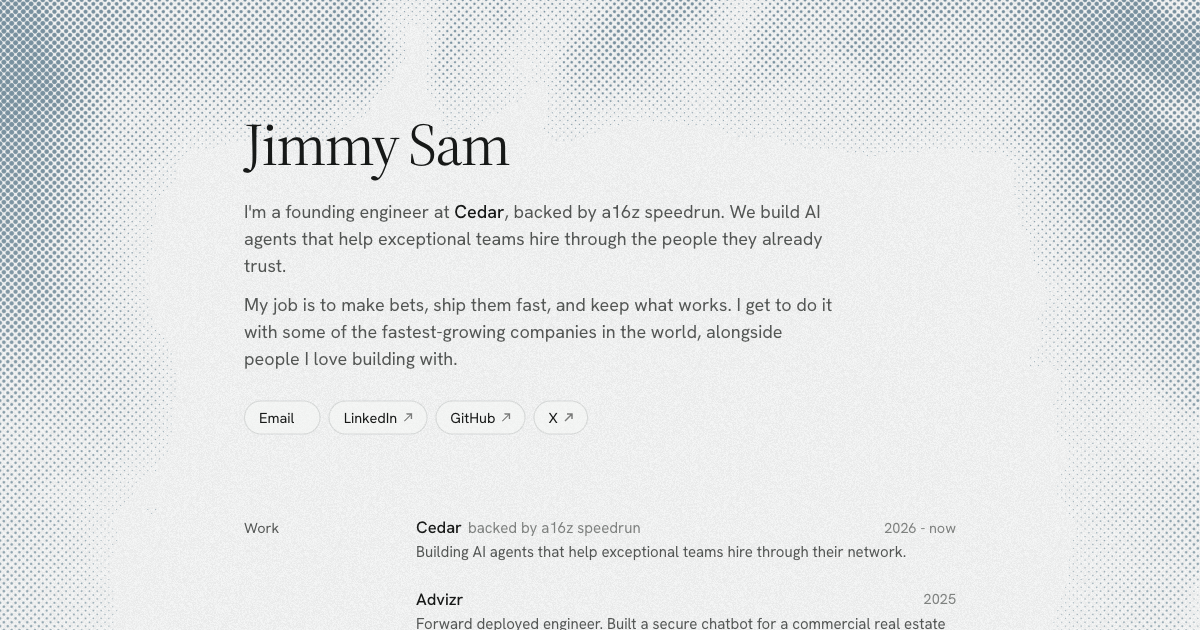 Jimmy Sam
I'm a founding engineer at Cedar, backed by a16z speedrun. We build AI
agents that help exceptional teams hire through the people they already
trust.
My job is to make bets, ship them fast, and keep what works. I get to do it
with some of the fastest-growing companies in the world, alongside
people I love building with.
Email LinkedIn ↗ GitHub ↗ X ↗
Work Cedar backed by a16z speedrun 2026 - now
Building AI agents that help exceptional teams hire through their network.
Advizr 2025
Forward deployed engineer. Built a secure chatbot for a commercial real estate